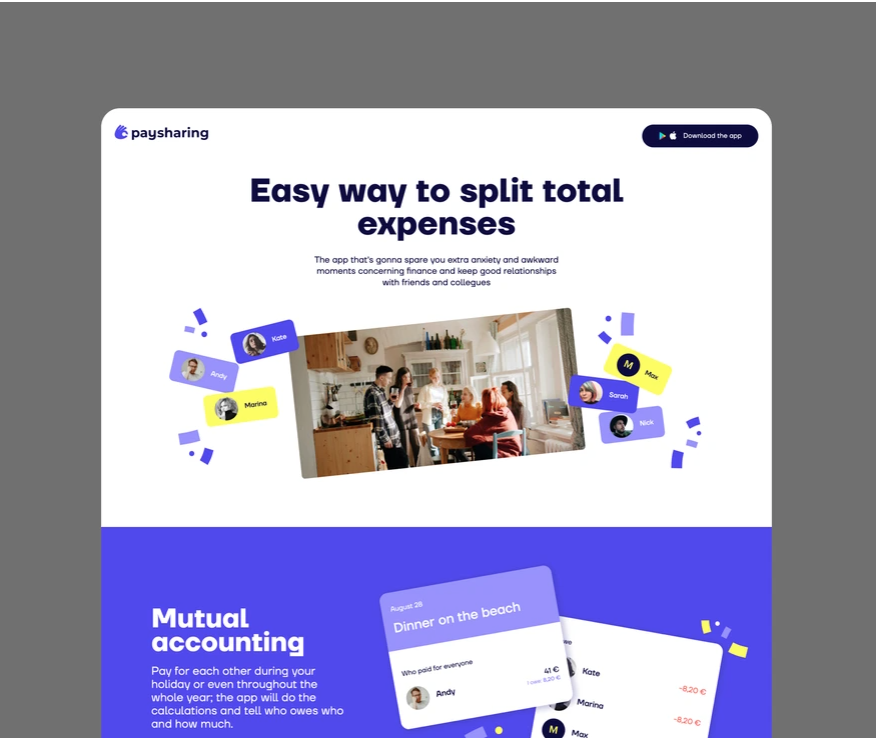 paysharing
Download the app
Easy way to split total
expenses
The app that's gonna spare you extra anxiety and awkward
moments concerning finance and keep good relationships
with friends and collegues
Kate
Andy
Marina
M
Max
Sarah
Nick
Mutual
accounting
Pay for each other during your
holiday or even throughout the
whole year; the app will do the
calculations and tell who owes who
and how much.
August 28
Dinner on the beach
Who paid for everyone
Andy
41 €
I owe: 8,20 €
Kate
-8,20 €
Marina
-8,20 €
M
Max